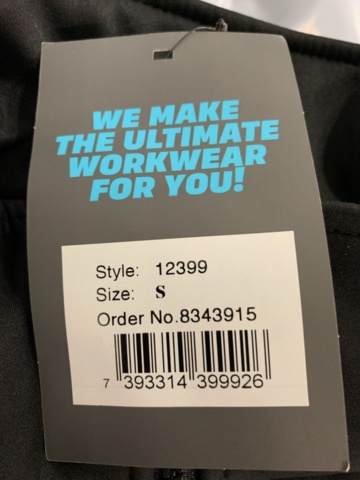 WE MAKE
THE ULTIMATE
WORKWEAR
FOR YOU!
Style: 12399
Size: S
Order No.8343915
7 393314 399926